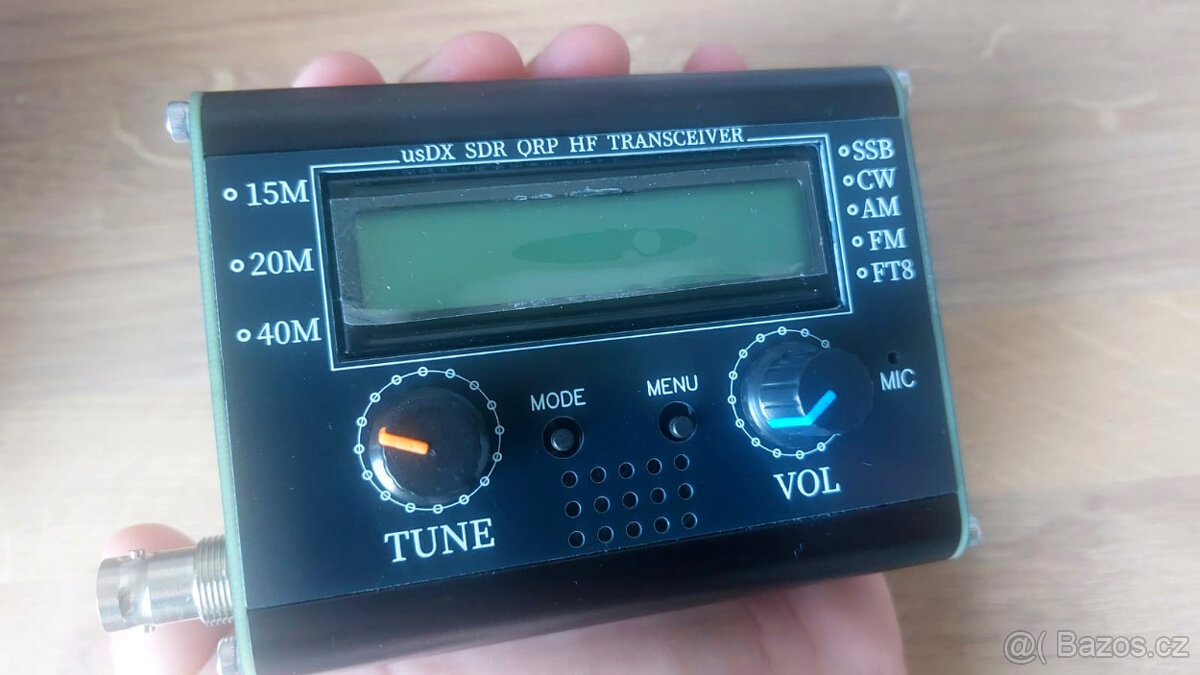 usDX SDR QRP HF TRANSCEIVER
15M
20M
40M
SSB
CW
AM
FM
FT8
MODE
MENU
MIC
TUNE
VOL
@( Bazos.cz